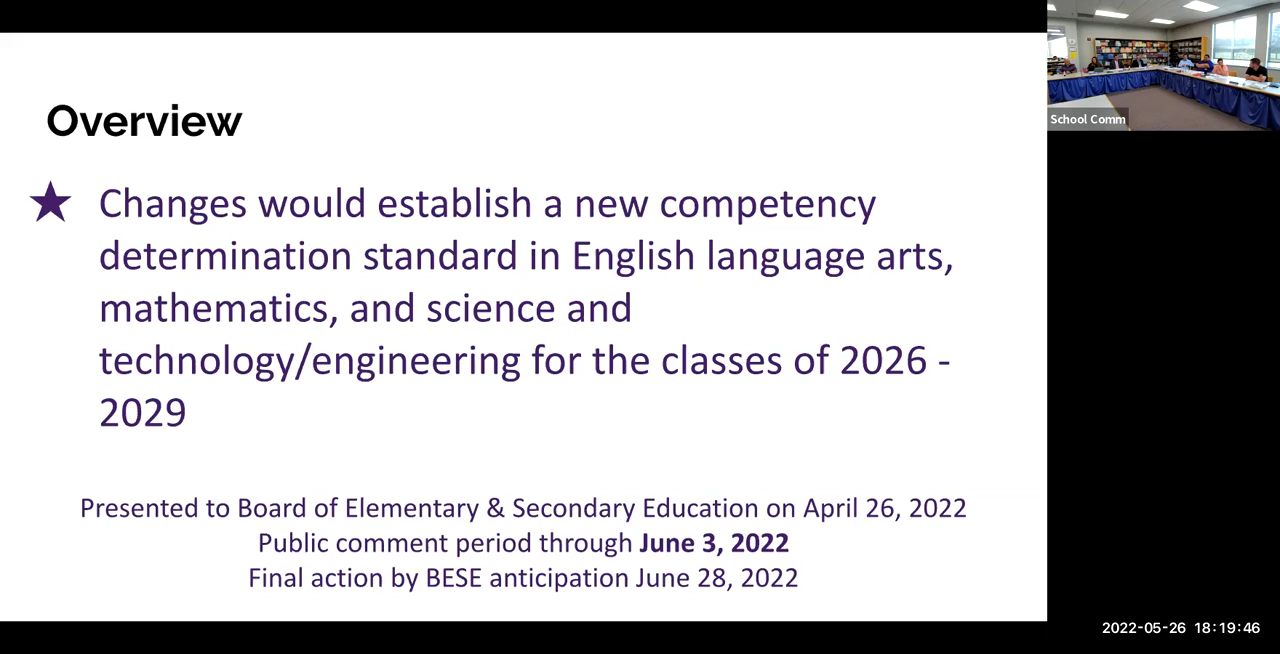 Overview
★ Changes would establish a new competency
determination standard in English language arts,
mathematics, and science and
technology/engineering for the classes of 2026 -
2029
Presented to Board of Elementary & Secondary Education on April 26, 2022
Public comment period through June 3, 2022
Final action by BESE anticipation June 28, 2022
School Comm
2022-05-26 18:19:46